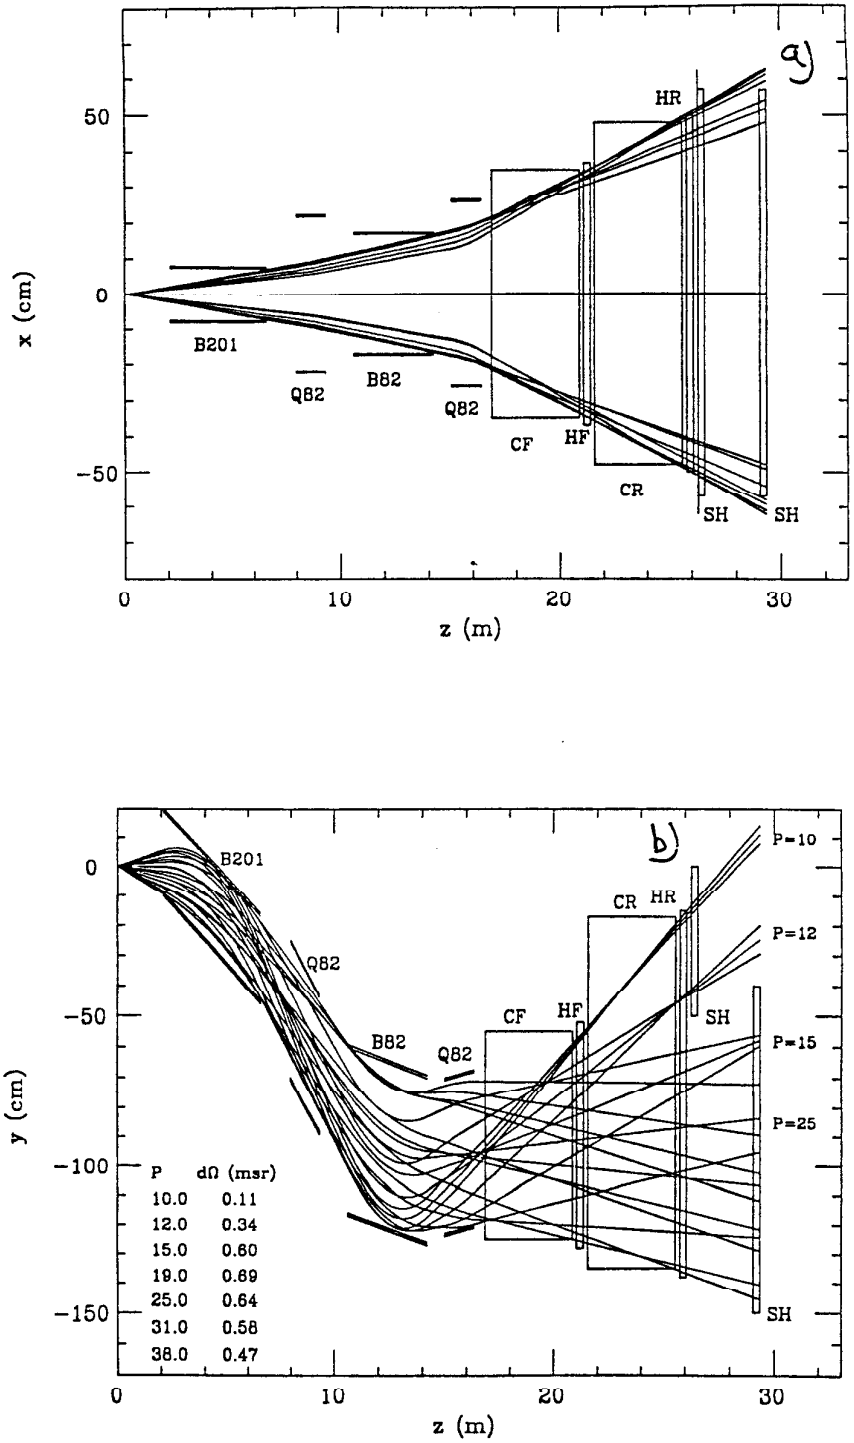 a)
HR
50
0
-50
x (cm)
B201
Q82
B82
Q82
CF
HF
CR
SH
SH
0
10
20
30
z (m)
b)
P=10
B201
HR
CR
P=12
Q82
HF
CF
SH
B82
Q82
P=15
P=25
0
-50
-100
-150
y (cm)
P dΩ (msr)
10.0 0.11
12.0 0.34
15.0 0.60
19.0 0.69
25.0 0.64
31.0 0.58
38.0 0.47
SH
0
10
20
30
z (m)